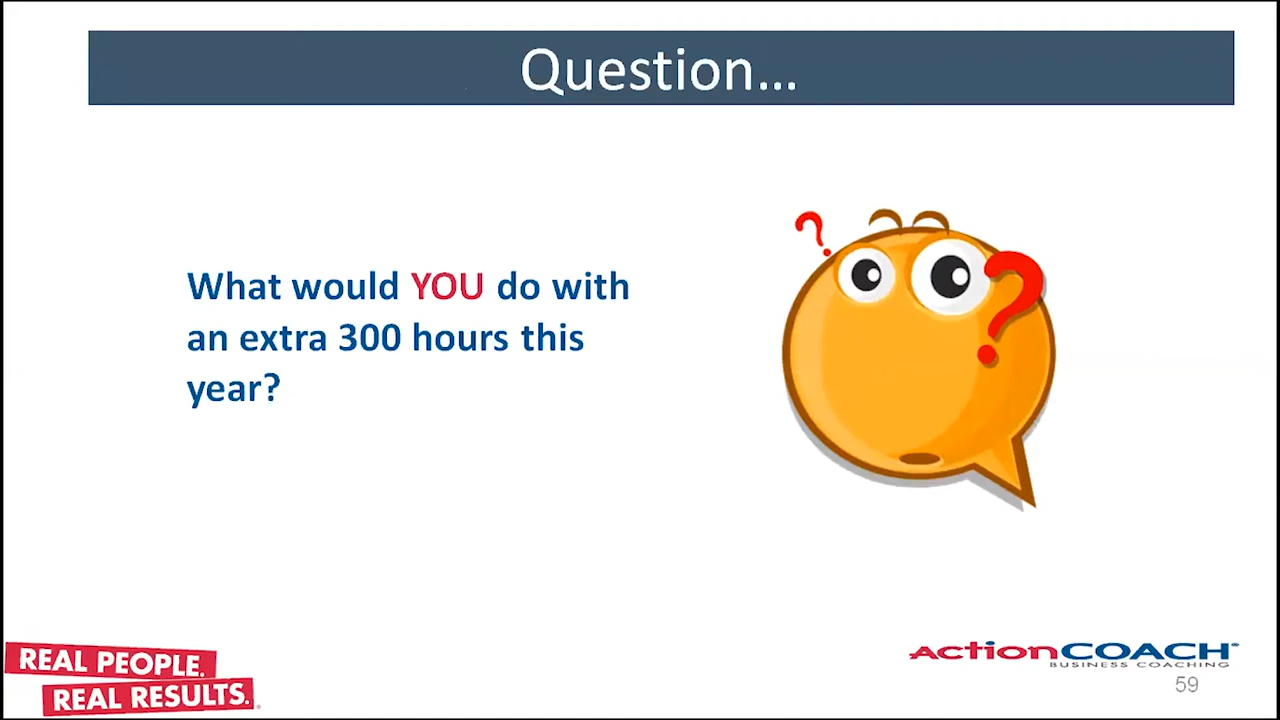 Question...
What would YOU do with
an extra 300 hours this
year?
?
?
REAL PEOPLE.
REAL RESULTS.
ActionCOACH
BUSINESS COACHING
59